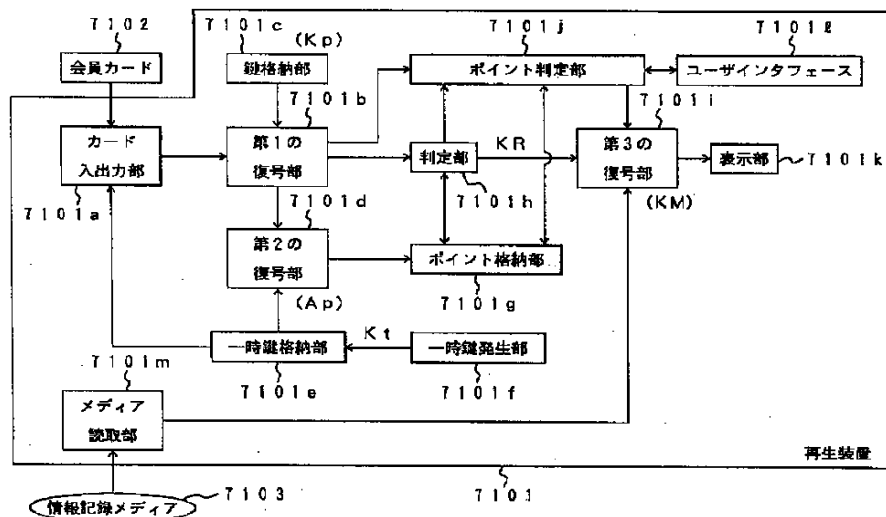 7102
7101c
(Kp)
7101j
7101ℓ
会員カード
鍵格納部
ポイント判定部
ユーザインタフェース
7101b
7101i
カード
入出力部
第1の
復号部
判定部
KR
第3の
復号部
表示部
7101k
7101a
7101d
7101h
(KM)
第2の
復号部
ポイント格納部
(Ap)
7101g
7101m
一時鍵格納部
Kt
一時鍵発生部
7101e
7101f
メディア
読取部
再生装置
7103
7101
情報記録メディア